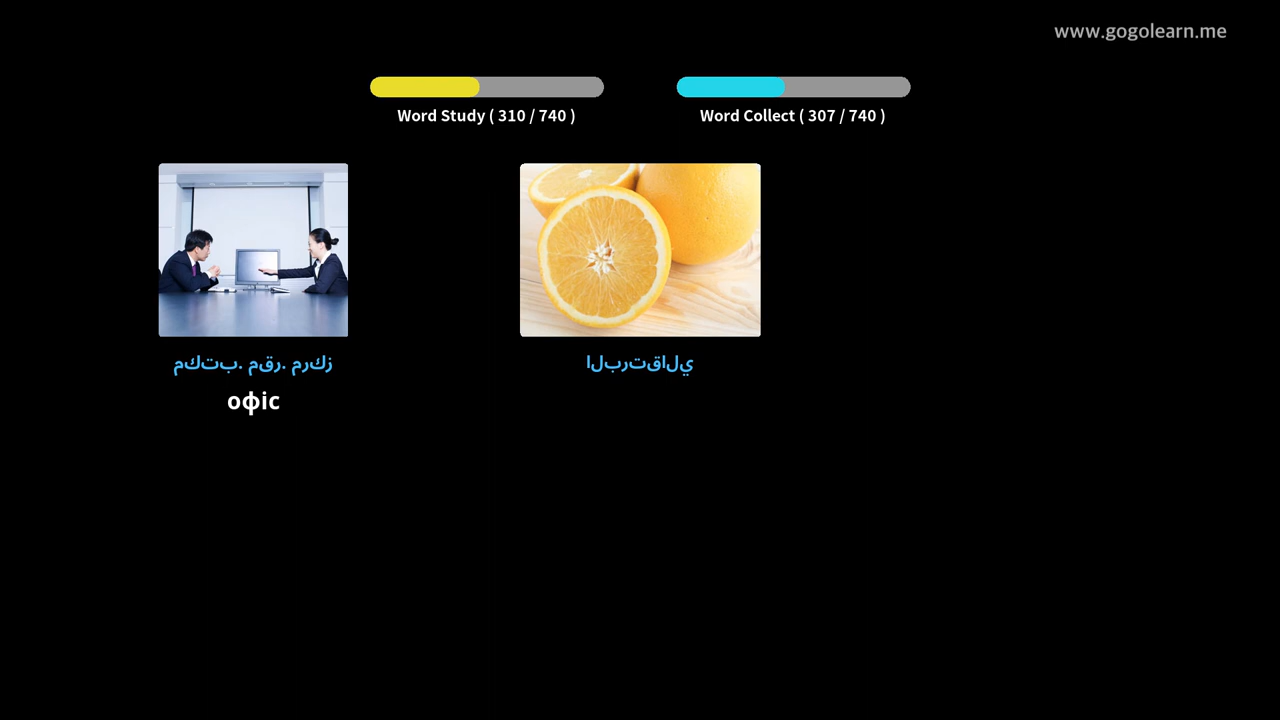 www.gogolearn.me
Word Study ( 310 / 740 )
Word Collect ( 307 / 740 )
مكتب. مقر. مركز
офіс
البرتقالي